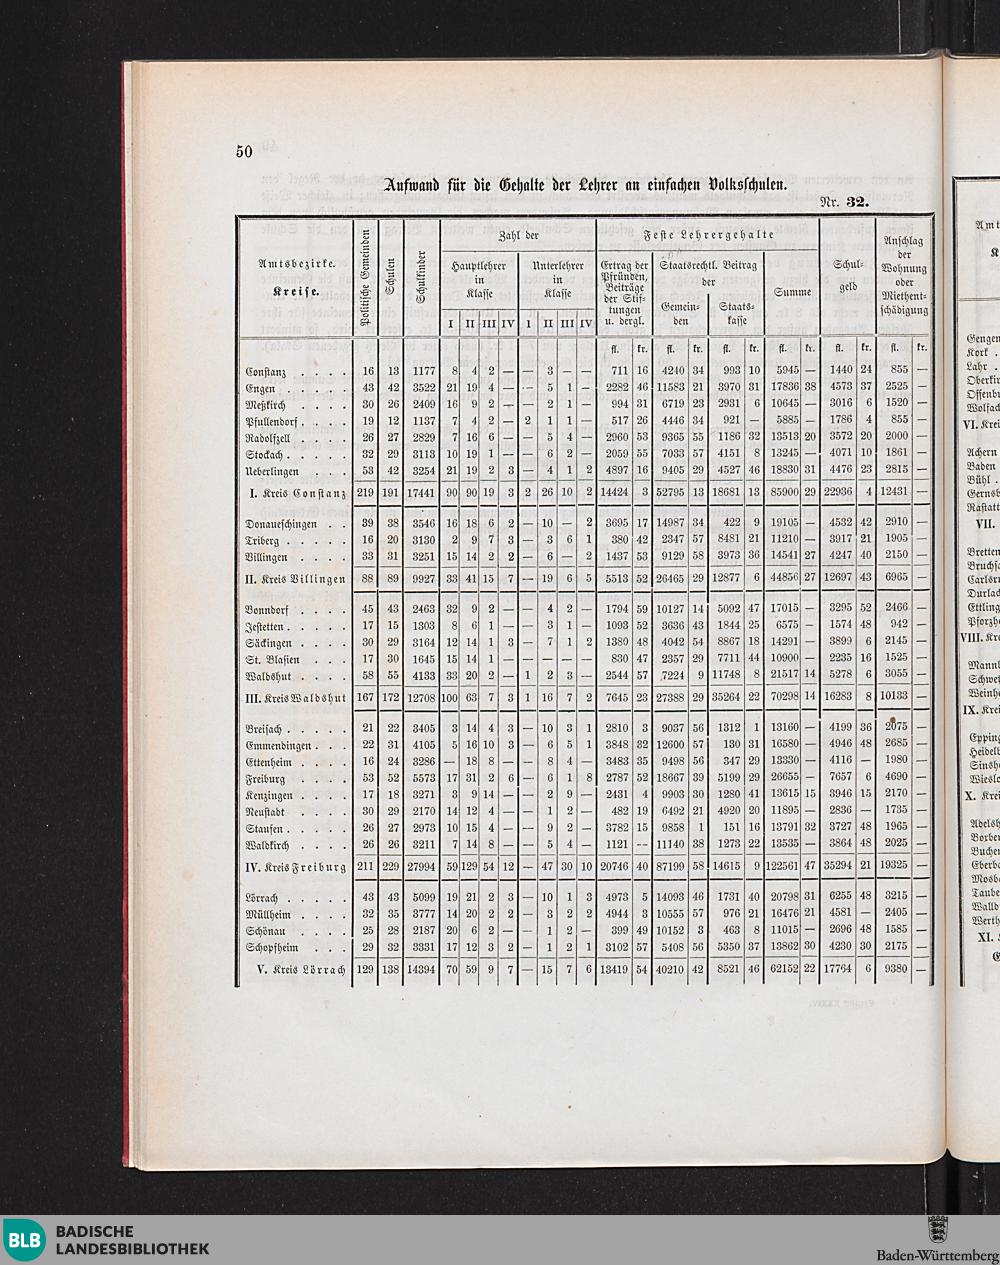 50
Aufwand für die Gehalte der Lehrer an einfachen Volksschulen.
Nr. 32.
Amtsbezirke. Kreise. | Politische Gemeinden | Schulen | Schulkinder | Zahl der | Feste Lehrergehalte | Schulgeld | Anschlag der Wohnung oder Miethentschädigung
Hauptlehrer in Klasse | Unterlehrer in Klasse | Ertrag der Pfründen, Beiträge der Stiftungen u. dergl. | Staatsrechtl. Beitrag der | Summe
Gemeinden | Staatskasse
I II III IV I II III IV
fl. kr. fl. kr. fl. kr. fl. kr. fl. kr. fl. kr.
Constanz . . . . 16 13 1177 8 4 2 — — 3 — — 711 16 4240 34 993 10 5945 — 1440 24 855 —
Engen . . . . . 43 42 3522 21 19 4 — — 5 1 — 2282 46 11583 21 3970 31 17836 38 4573 37 2525 —
Meßkirch . . . . 30 26 2409 16 9 2 — — 2 1 — 994 31 6719 23 2931 6 10645 — 3016 6 1520 —
Pfullendorf . . . . 19 12 1137 7 4 2 — 2 1 1 — 517 26 4446 34 921 — 5885 — 1786 4 855 —
Radolfzell . . . . 26 27 2829 7 16 6 — — 5 4 — 2960 53 9365 55 1186 32 13513 20 3572 20 2000 —
Stockach . . . . . 32 29 3113 10 19 1 — — 6 2 — 2059 55 7033 57 4151 8 13245 — 4071 10 1861 —
Ueberlingen . . . 53 42 3254 21 19 2 3 — 4 1 2 4897 16 9405 29 4527 46 18830 31 4476 23 2815 —
I. Kreis Constanz 219 191 17441 90 90 19 3 2 26 10 2 14424 3 52795 13 18681 13 85900 29 22936 4 12431 —
Donaueschingen . . 39 38 3546 16 18 6 2 — 10 — 2 3695 17 14987 34 422 9 19105 — 4532 42 2910 —
Triberg . . . . . 16 20 3130 2 9 7 3 — 3 6 1 380 42 2347 57 8481 21 11210 — 3917 21 1905 —
Villingen . . . . 33 31 3251 15 14 2 2 — 6 — 2 1437 53 9129 58 3973 36 14541 27 4247 40 2150 —
II. Kreis Villingen 88 89 9927 33 41 15 7 — 19 6 5 5513 52 26465 29 12877 6 44856 27 12697 43 6965 —
Bonndorf . . . . 45 43 2463 32 9 2 — — 4 2 — 1794 59 10127 14 5092 47 17015 — 3295 52 2466 —
Jestetten . . . . . 17 15 1303 8 6 1 — — 3 1 — 1093 52 3636 43 1844 25 6575 — 1574 48 942 —
Säckingen . . . . 30 29 3164 12 14 1 3 — 7 1 2 1380 48 4042 54 8867 18 14291 — 3899 6 2145 —
St. Blasien . . . 17 30 1645 15 14 1 — — — — — 830 47 2357 29 7711 44 10900 — 2235 16 1525 —
Waldshut . . . . 58 55 4133 33 20 2 — 1 2 3 — 2544 57 7224 9 11748 8 21517 14 5278 6 3055 —
III. Kreis Waldshut 167 172 12708 100 63 7 3 1 16 7 2 7645 23 27388 29 35264 22 70298 14 16283 8 10133 —
Breisach . . . . . 21 22 3405 3 14 4 3 — 10 3 1 2810 3 9037 56 1312 1 13160 — 4199 36 2075 —
Emmendingen . . . 22 31 4105 5 16 10 3 — 6 5 1 3848 32 12600 57 130 31 16580 — 4946 48 2685 —
Ettenheim . . . . 16 24 3286 — 18 8 — — 8 4 — 3483 35 9498 56 347 29 13330 — 4116 — 1980 —
Freiburg . . . . 53 52 5573 17 31 2 6 — 6 1 8 2787 52 18667 39 5199 29 26655 — 7657 6 4690 —
Kenzingen . . . . 17 18 3271 3 9 14 — — 2 9 — 2431 4 9903 30 1280 41 13615 15 3946 15 2170 —
Neustadt . . . . 30 29 2170 14 12 4 — — 1 2 — 482 19 6492 21 4920 20 11895 — 2836 — 1735 —
Staufen . . . . . 26 27 2973 10 15 4 — — 9 2 — 3782 15 9858 1 151 16 13791 32 3727 48 1965 —
Waldkirch . . . . 26 26 3211 7 14 8 — — 5 4 — 1121 — 11140 38 1273 22 13535 — 3864 48 2025 —
IV. Kreis Freiburg 211 229 27994 59 129 54 12 — 47 30 10 20746 40 87199 58 14615 9 122561 47 35294 21 19325 —
Lörrach . . . . . 43 43 5099 19 21 2 3 — 10 1 3 4973 5 14093 46 1731 40 20798 31 6255 48 3215 —
Müllheim . . . . 32 35 3777 14 20 2 2 — 3 2 2 4944 3 10555 57 976 21 16476 21 4581 — 2405 —
Schönau . . . . 25 28 2187 20 6 2 — — 1 2 — 399 49 10152 3 463 8 11015 — 2696 48 1585 —
Schopfheim . . . 29 32 3331 17 12 3 2 — 1 2 1 3102 57 5408 56 5350 37 13862 30 4230 30 2175 —
V. Kreis Lörrach 129 138 14394 70 59 9 7 — 15 7 6 13419 54 40210 42 8521 46 62152 22 17764 6 9380 —
BLB
BADISCHE
LANDESBIBLIOTHEK
Baden-Württemberg